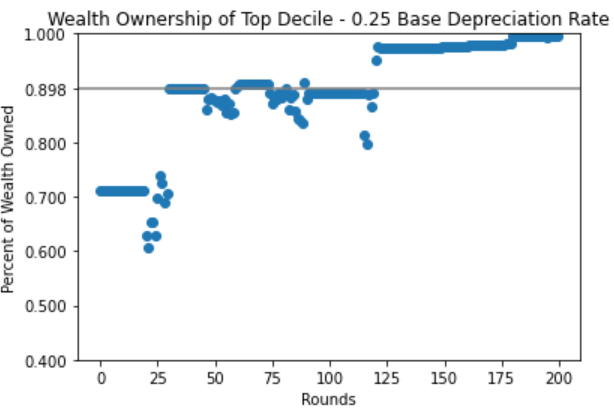 Wealth Ownership of Top Decile - 0.25 Base Depreciation Rate
1.000
0.898
0.800
0.700
0.600
0.500
0.400
Percent of Wealth Owned
0 25 50 75 100 125 150 175 200
Rounds